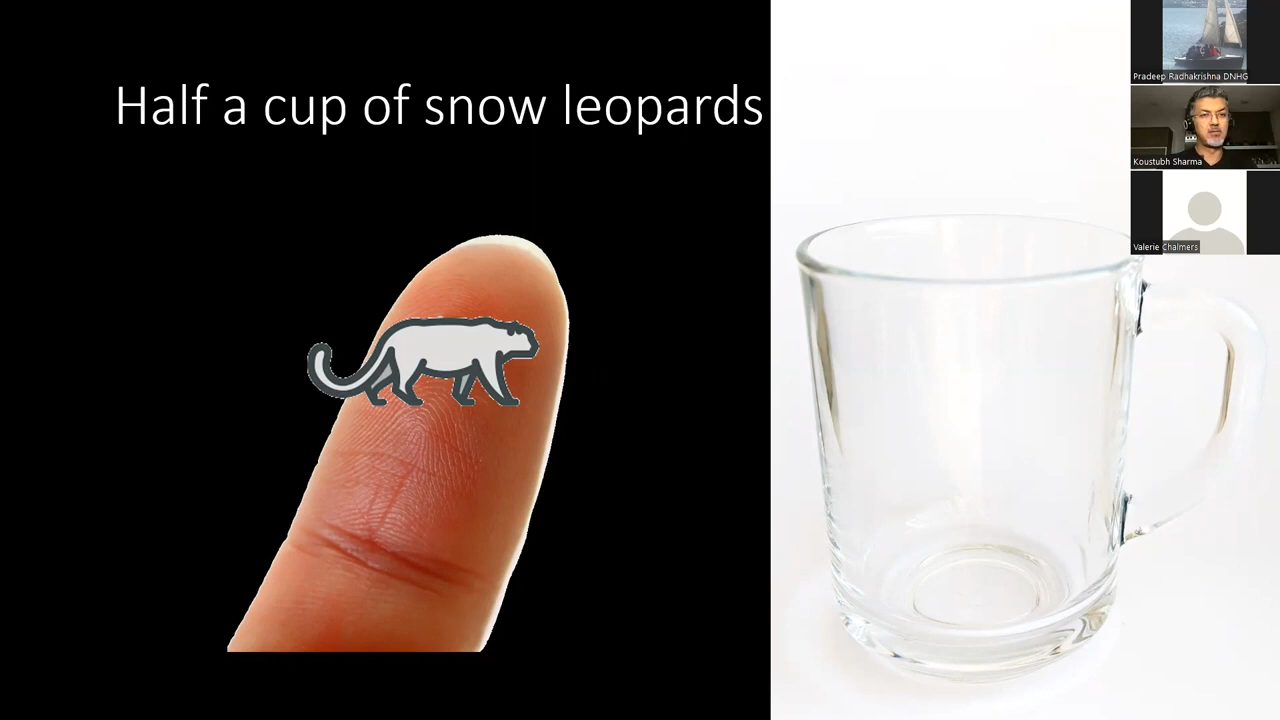 Half a cup of snow leopards
Pradeep Radhakrishna DNHG
Koustubh Sharma
Valerie Chalmers